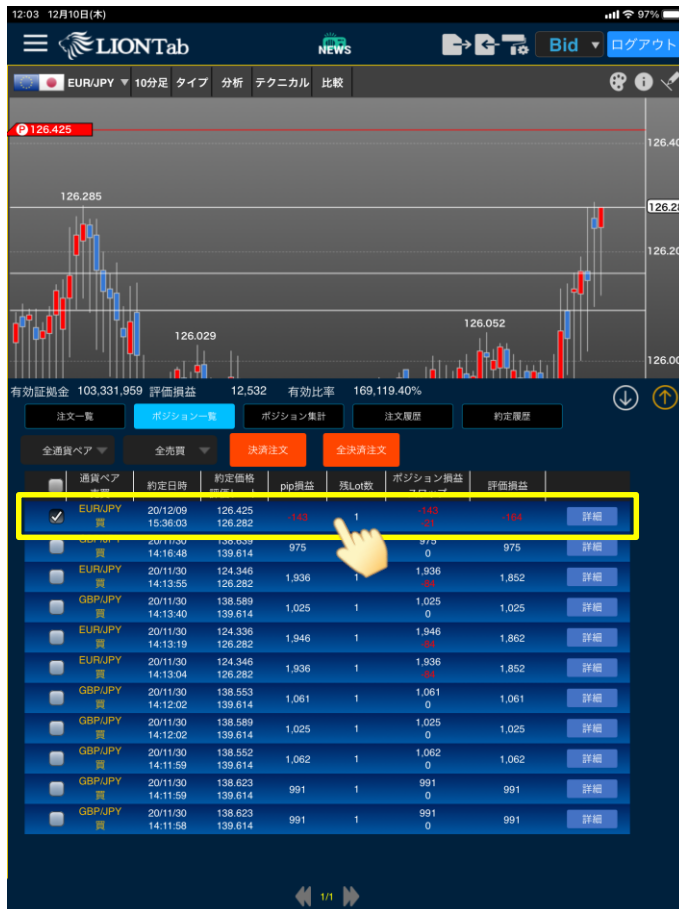 12:03 12月10日(木) 97%
LIONTab NEWS Bid ▼ ログアウト
EUR/JPY ▼ 10分足 タイプ 分析 テクニカル 比較
P 126.425
126.40
126.285
126.28
126.20
126.052
126.029
126.00
有効証拠金 103,331,959 評価損益 12,532 有効比率 169,119.40%
注文一覧 ポジション一覧 ポジション集計 注文履歴 約定履歴
全通貨ペア ▼ 全売買 ▼ 決済注文 全決済注文
通貨ペア 約定日時 約定価格 pip損益 残Lot数 ポジション損益 評価損益
EUR/JPY 20/12/09 126.425 -143 1 -143 -164 詳細
買 15:36:03 126.282 -21
GBP/JPY 20/11/30 138.639 975 1 975 975 詳細
買 14:16:48 139.614 0
EUR/JPY 20/11/30 124.346 1,936 1 1,936 1,852 詳細
買 14:13:55 126.282 -84
GBP/JPY 20/11/30 138.589 1,025 1 1,025 1,025 詳細
買 14:13:40 139.614 0
EUR/JPY 20/11/30 124.336 1,946 1 1,946 1,862 詳細
買 14:13:19 126.282 -84
EUR/JPY 20/11/30 124.346 1,936 1 1,936 1,852 詳細
買 14:13:04 126.282 -84
GBP/JPY 20/11/30 138.553 1,061 1 1,061 1,061 詳細
買 14:12:02 139.614 0
GBP/JPY 20/11/30 138.589 1,025 1 1,025 1,025 詳細
買 14:12:02 139.614 0
GBP/JPY 20/11/30 138.552 1,062 1 1,062 1,062 詳細
買 14:11:59 139.614 0
GBP/JPY 20/11/30 138.623 991 1 991 991 詳細
買 14:11:59 139.614 0
GBP/JPY 20/11/30 138.623 991 1 991 991 詳細
買 14:11:58 139.614 0
1/1